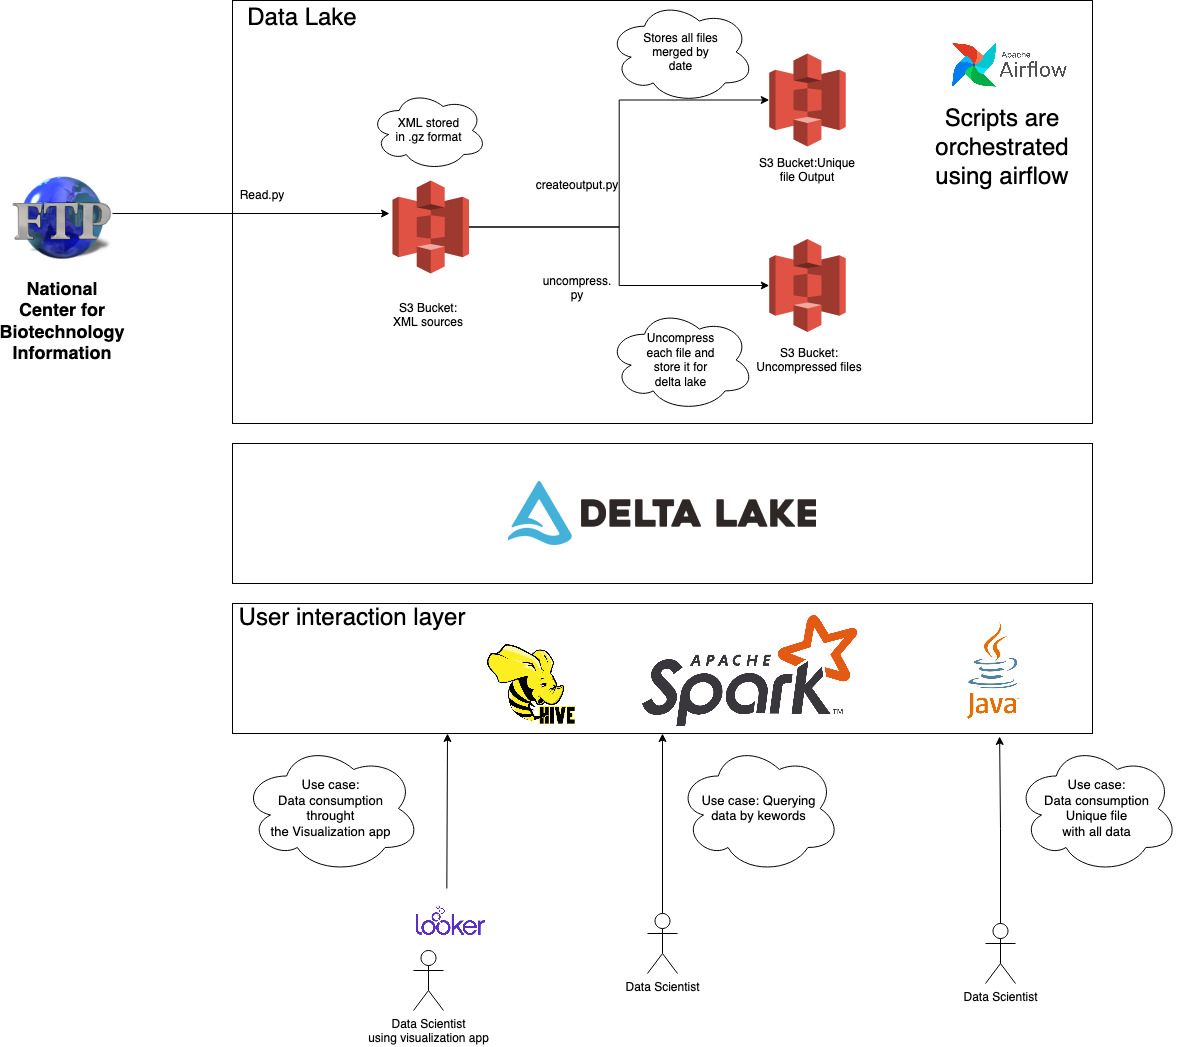 Data Lake
Stores all files
merged by
date
Apache
Airflow
Scripts are
orchestrated
using airflow
XML stored
in .gz format
S3 Bucket:Unique
file Output
createoutput.py
Read.py
FTP
National
Center for
Biotechnology
Information
uncompress.
py
S3 Bucket:
XML sources
Uncompress
each file and
store it for
delta lake
S3 Bucket:
Uncompressed files
DELTA LAKE
User interaction layer
HIVE
APACHE
Spark
TM
Java
Use case:
Data consumption
throught
the Visualization app
Use case: Querying
data by kewords
Use case:
Data consumption
Unique file
with all data
looker
Data Scientist
using visualization app
Data Scientist
Data Scientist